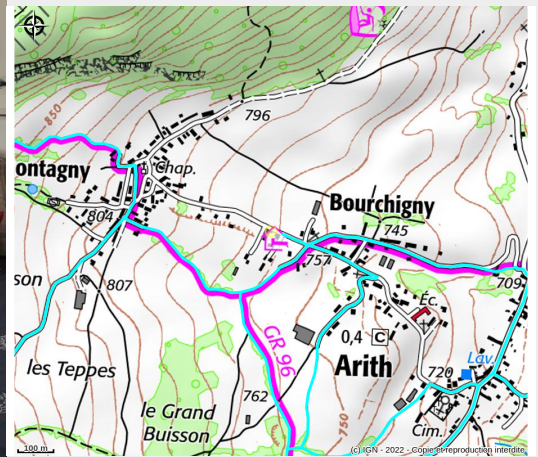 796
850
ontagny
Chap.
Bourchigny
804
745
757
son
807
709
Éc.
GR 96
0,4 C
Arith
Lav.
les Teppes
720
762
le Grand
Buisson
750
Cim.
100 m
(c) IGN - 2022 - Copie et reproduction interdite